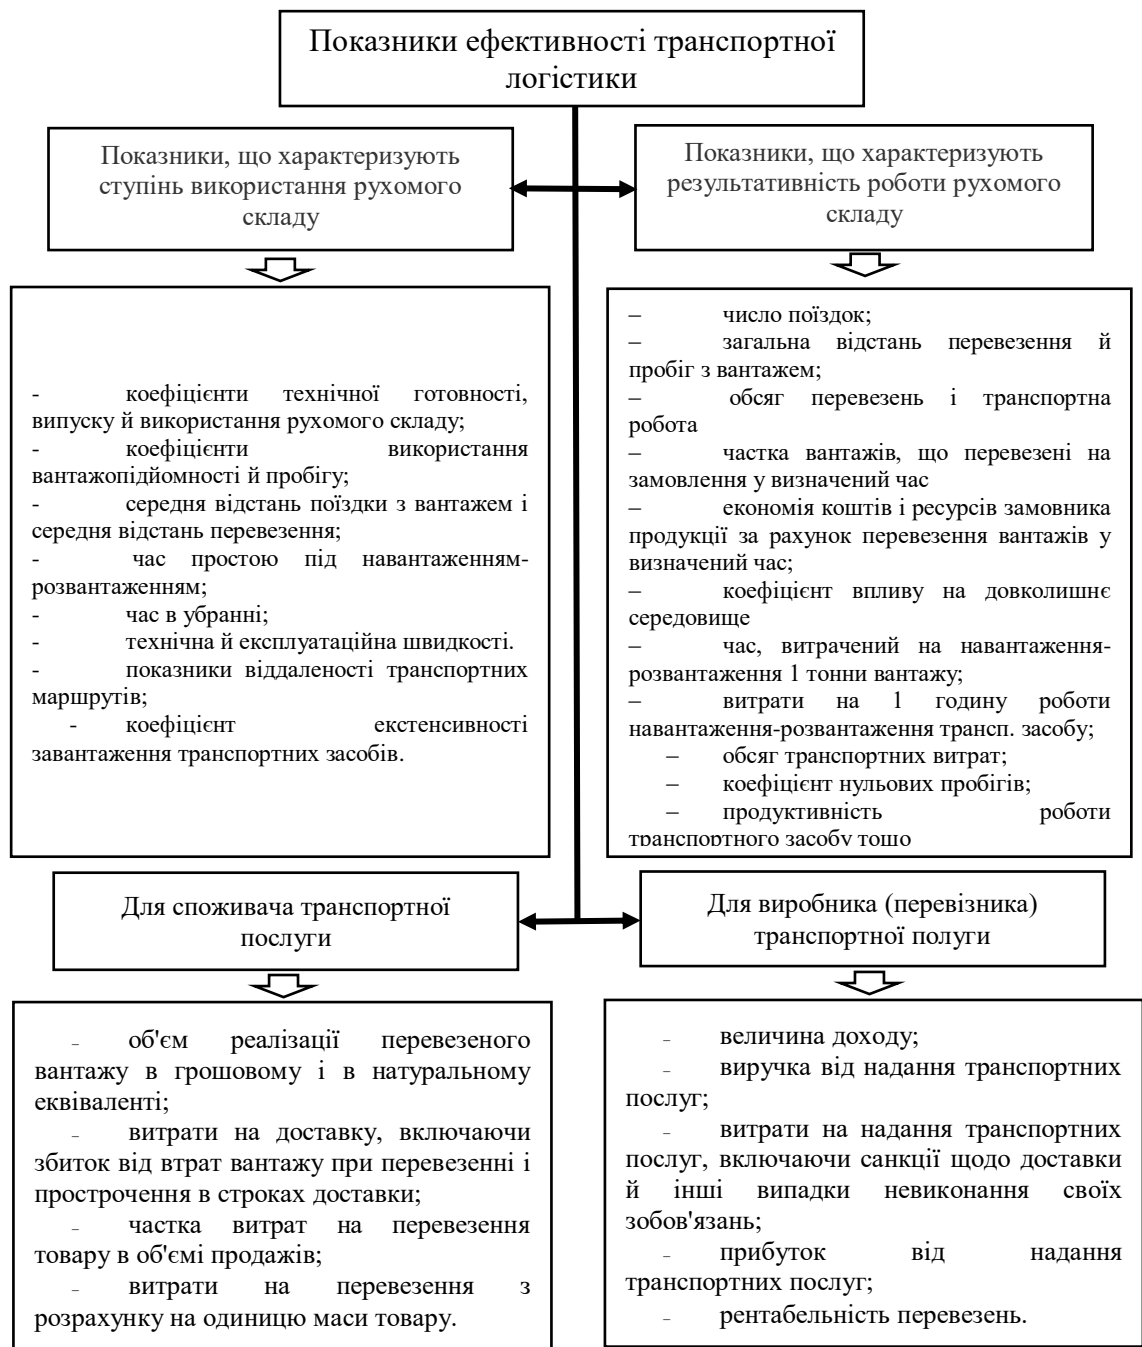 Показники ефективності транспортної
логістики
Показники, що характеризують
ступінь використання рухомого
складу
Показники, що характеризують
результативність роботи рухомого
складу
- коефіцієнти технічної готовності,
випуску й використання рухомого складу;
- коефіцієнти використання
вантажопідйомності й пробігу;
- середня відстань поїздки з вантажем і
середня відстань перевезення;
- час простою під навантаженням-
розвантаженням;
- час в убранні;
- технічна й експлуатаційна швидкості.
- показники віддаленості транспортних
маршрутів;
- коефіцієнт екстенсивності
завантаження транспортних засобів.
– число поїздок;
– загальна відстань перевезення й
пробіг з вантажем;
– обсяг перевезень і транспортна
робота
– частка вантажів, що перевезені на
замовлення у визначений час
– економія коштів і ресурсів замовника
продукції за рахунок перевезення вантажів у
визначений час;
– коефіцієнт впливу на довколишнє
середовище
– час, витрачений на навантаження-
розвантаження 1 тонни вантажу;
– витрати на 1 годину роботи
навантаження-розвантаження трансп. засобу;
– обсяг транспортних витрат;
– коефіцієнт нульових пробігів;
– продуктивність роботи
транспортного засобу тощо
Для споживача транспортної
послуги
Для виробника (перевізника)
транспортної полуги
- об'єм реалізації перевезеного
вантажу в грошовому і в натуральному
еквіваленті;
- витрати на доставку, включаючи
збиток від втрат вантажу при перевезенні і
прострочення в строках доставки;
- частка витрат на перевезення
товару в об'ємі продажів;
- витрати на перевезення з
розрахунку на одиницю маси товару.
- величина доходу;
- виручка від надання транспортних
послуг;
- витрати на надання транспортних
послуг, включаючи санкції щодо доставки
й інші випадки невиконання своїх
зобов'язань;
- прибуток від надання
транспортних послуг;
- рентабельність перевезень.